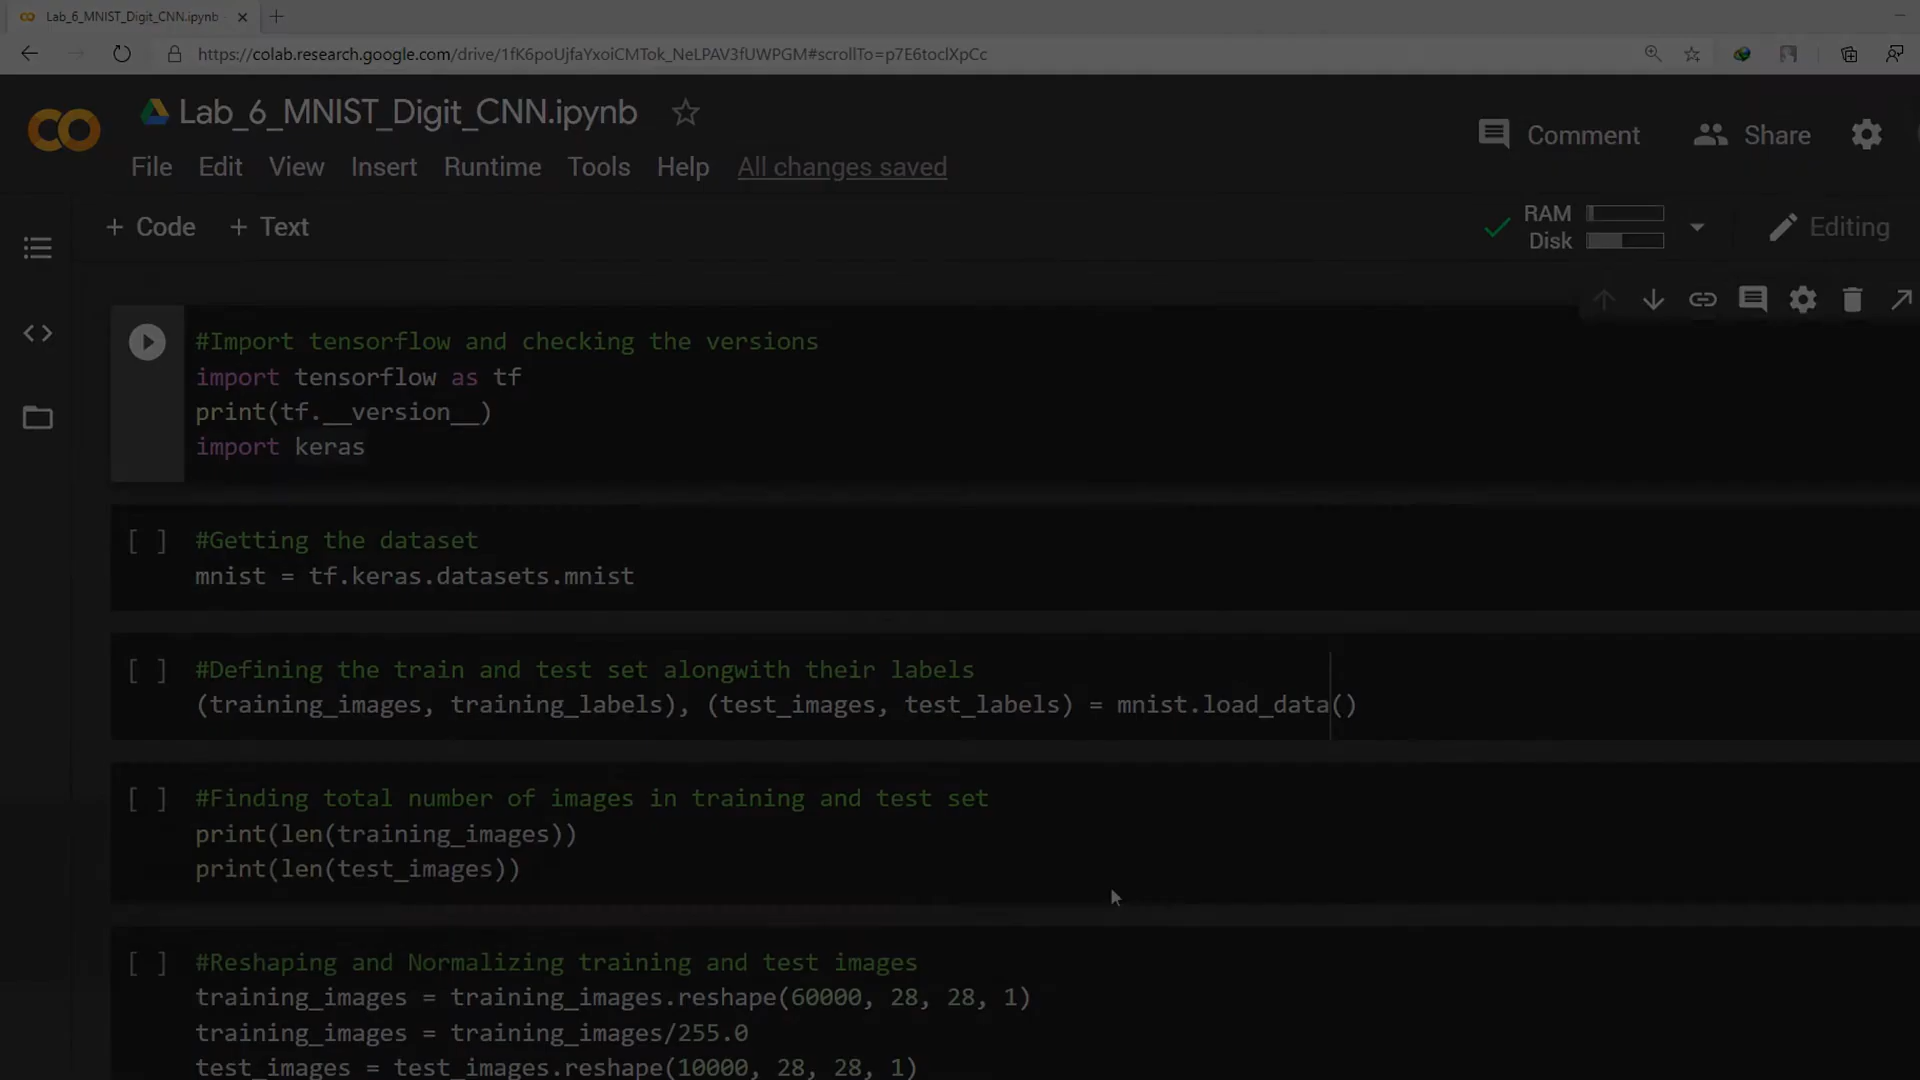 Lab_6_MNIST_Digit_CNN.ipynb
https://colab.research.google.com/drive/1fK6poUjfaYxoiCMTok_NeLPAV3fUWPGM#scrollTo=p7E6toclXpCc
Lab_6_MNIST_Digit_CNN.ipynb
Comment Share
File Edit View Insert Runtime Tools Help All changes saved
+ Code + Text
RAM
Disk
Editing
#Import tensorflow and checking the versions
import tensorflow as tf
print(tf.__version__)
import keras
[ ] #Getting the dataset
mnist = tf.keras.datasets.mnist
[ ] #Defining the train and test set alongwith their labels
(training_images, training_labels), (test_images, test_labels) = mnist.load_data()
[ ] #Finding total number of images in training and test set
print(len(training_images))
print(len(test_images))
[ ] #Reshaping and Normalizing training and test images
training_images = training_images.reshape(60000, 28, 28, 1)
training_images = training_images/255.0
test_images = test_images.reshape(10000, 28, 28, 1)